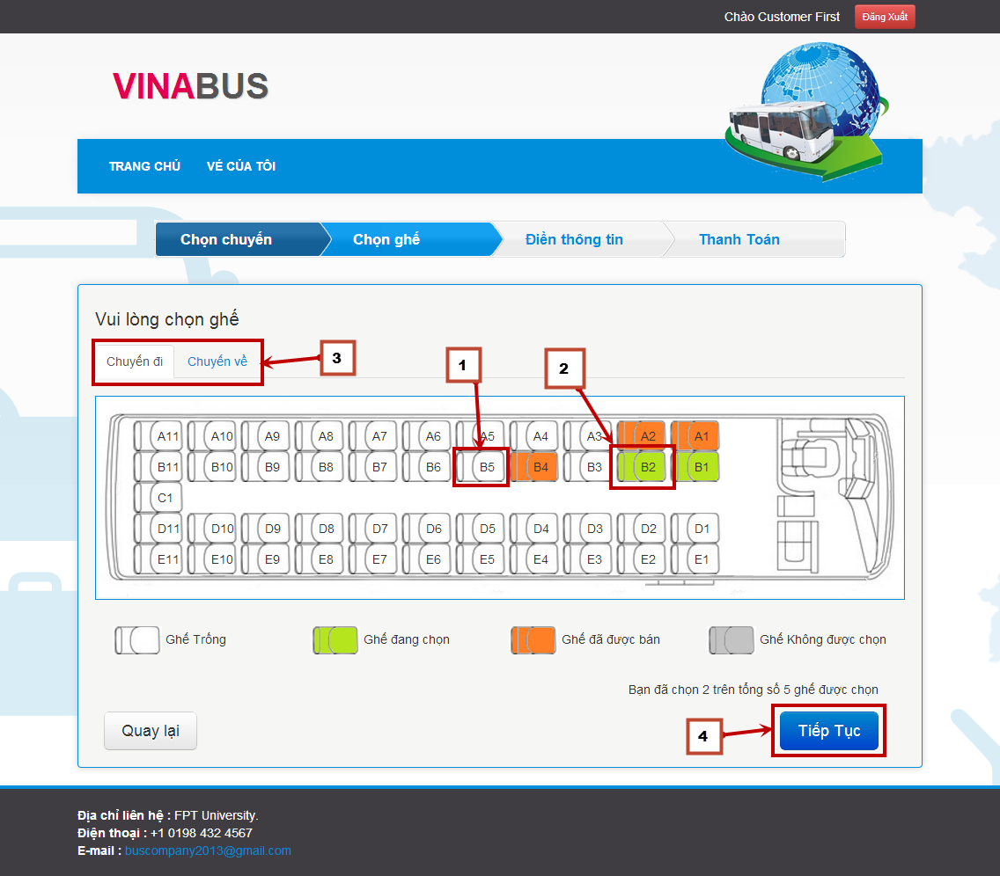 Chào Customer First Đăng Xuất
VINABUS
TRANG CHỦ VÉ CỦA TÔI
Chọn chuyến Chọn ghế Điền thông tin Thanh Toán
Vui lòng chọn ghế
Chuyến đi Chuyến về 3 1 2
A11 A10 A9 A8 A7 A6 A5 A4 A3 A2 A1
B11 B10 B9 B8 B7 B6 B5 B4 B3 B2 B1
C1
D11 D10 D9 D8 D7 D6 D5 D4 D3 D2 D1
E11 E10 E9 E8 E7 E6 E5 E4 E3 E2 E1
Ghế Trống Ghế đang chọn Ghế đã được bán Ghế Không được chọn
Bạn đã chọn 2 trên tổng số 5 ghế được chọn
Quay lại 4 Tiếp Tục
Địa chỉ liên hệ : FPT University.
Điện thoại : +1 0198 432 4567
E-mail : buscompany2013@gmail.com